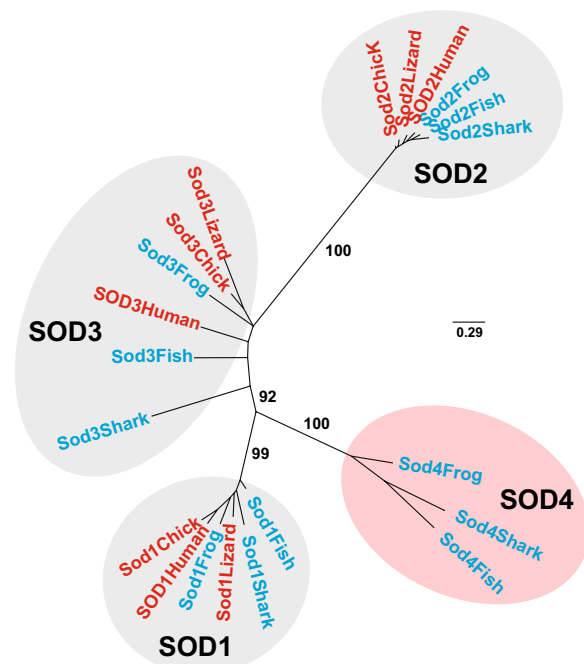 Sod2ChicK
Sod2Lizard
SOD2Human
Sod2Frog
Sod2Fish
Sod2Shark
SOD2
Sod3Lizard
Sod3Chick
Sod3Frog
SOD3Human
SOD3
Sod3Fish
Sod3Shark
100
0.29
92
100
99
Sod4Frog
SOD4
Sod4Shark
Sod4Fish
Sod1Chick
SOD1Human
Sod1Frog
Sod1Lizard
Sod1Shark
Sod1Fish
SOD1